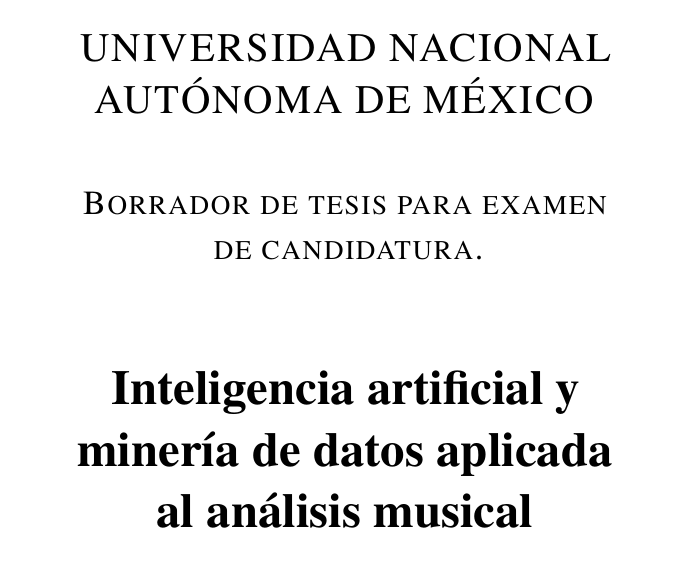 UNIVERSIDAD NACIONAL
AUTÓNOMA DE MÉXICO
BORRADOR DE TESIS PARA EXAMEN
DE CANDIDATURA.
Inteligencia artificial y
minería de datos aplicada
al análisis musical